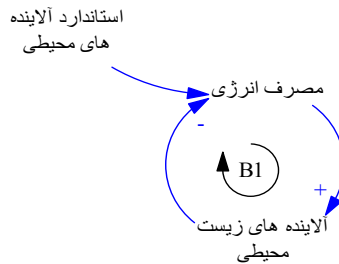 استاندارد آلاینده
های محیطی
مصرف انرژی
-
B1
+
آلاینده های زیست
محیطی